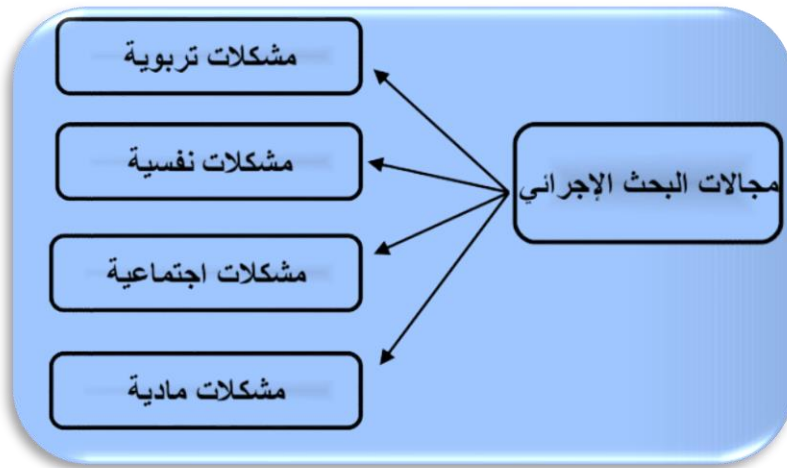 مجالات البحث الإجرائي
مشكلات تربوية
مشكلات نفسية
مشكلات اجتماعية
مشكلات مادية